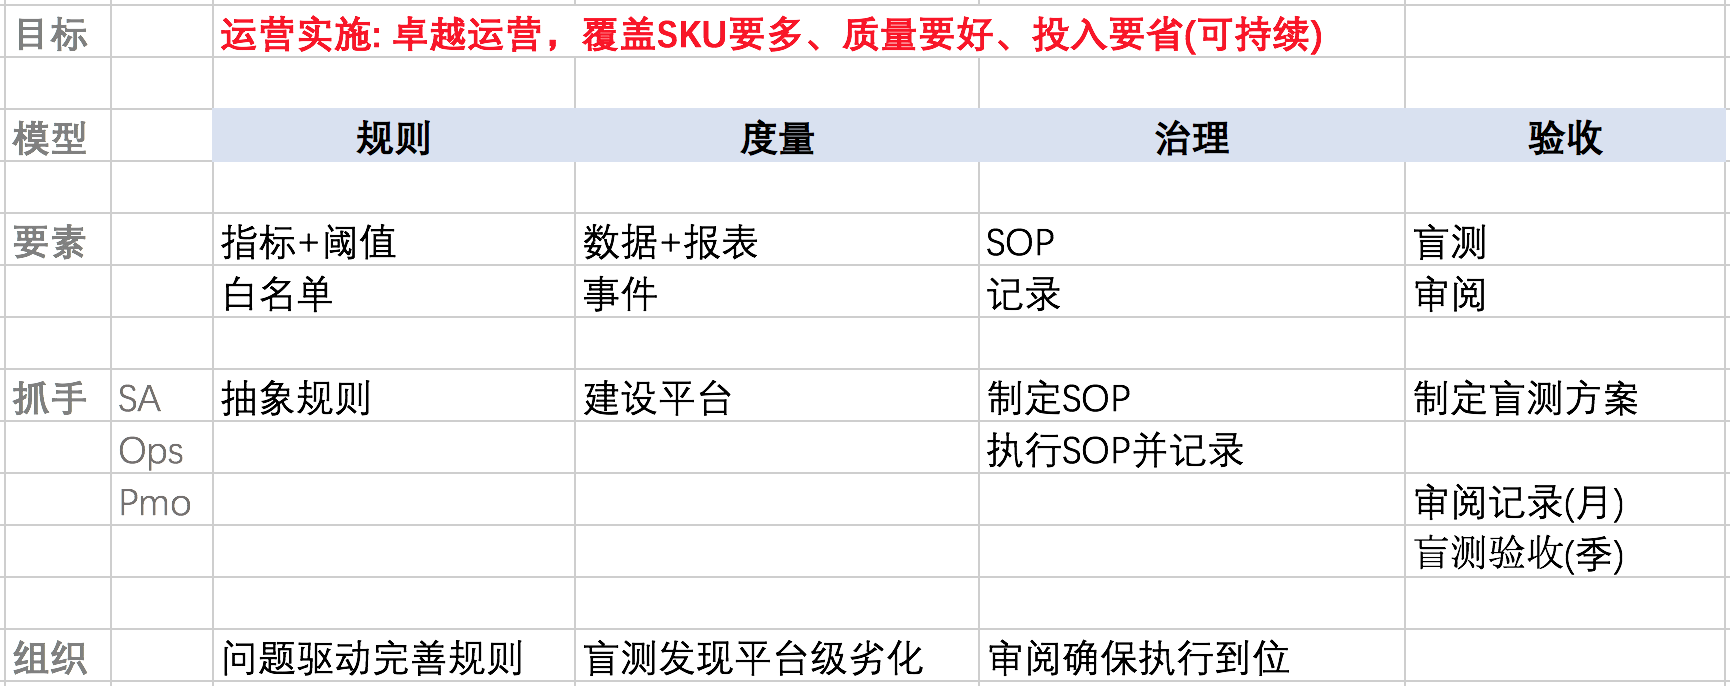 目标 运营实施: 卓越运营，覆盖SKU要多、质量要好、投入要省(可持续)
模型 规则 度量 治理 验收
要素 指标+阈值 数据+报表 SOP 盲测
白名单 事件 记录 审阅
抓手 SA 抽象规则 建设平台 制定SOP 制定盲测方案
Ops 执行SOP并记录
Pmo 审阅记录(月)
盲测验收(季)
组织 问题驱动完善规则 盲测发现平台级劣化 审阅确保执行到位